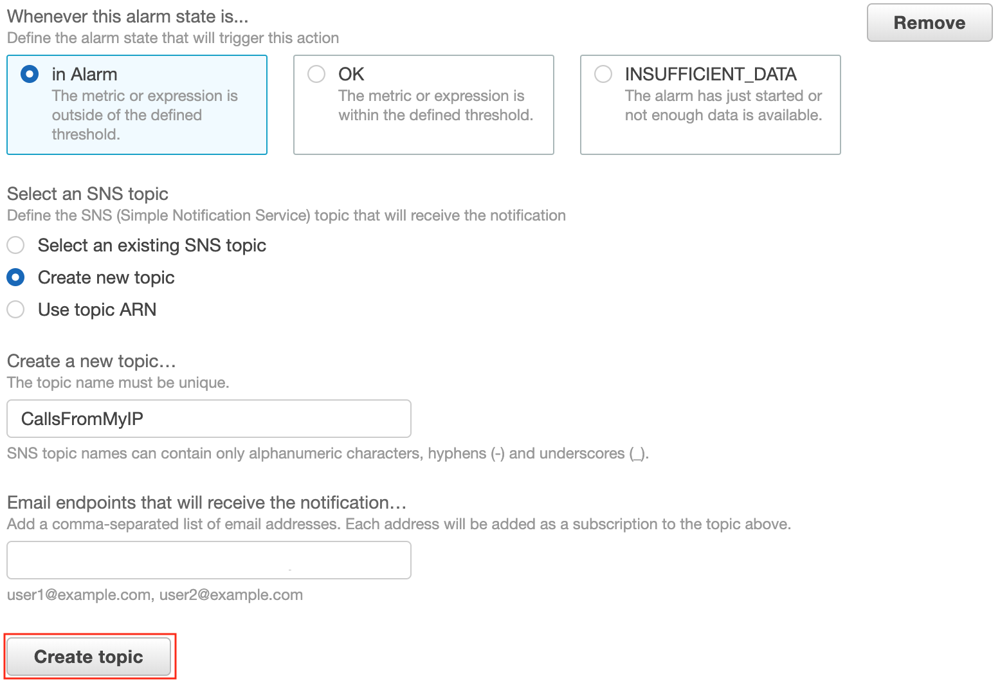 Whenever this alarm state is...
Remove
Define the alarm state that will trigger this action
in Alarm
The metric or expression is
outside of the defined
threshold.
OK
The metric or expression is
within the defined threshold.
INSUFFICIENT_DATA
The alarm has just started or
not enough data is available.
Select an SNS topic
Define the SNS (Simple Notification Service) topic that will receive the notification
Select an existing SNS topic
Create new topic
Use topic ARN
Create a new topic…
The topic name must be unique.
CallsFromMyIP
SNS topic names can contain only alphanumeric characters, hyphens (-) and underscores (_).
Email endpoints that will receive the notification…
Add a comma-separated list of email addresses. Each address will be added as a subscription to the topic above.
user1@example.com, user2@example.com
Create topic